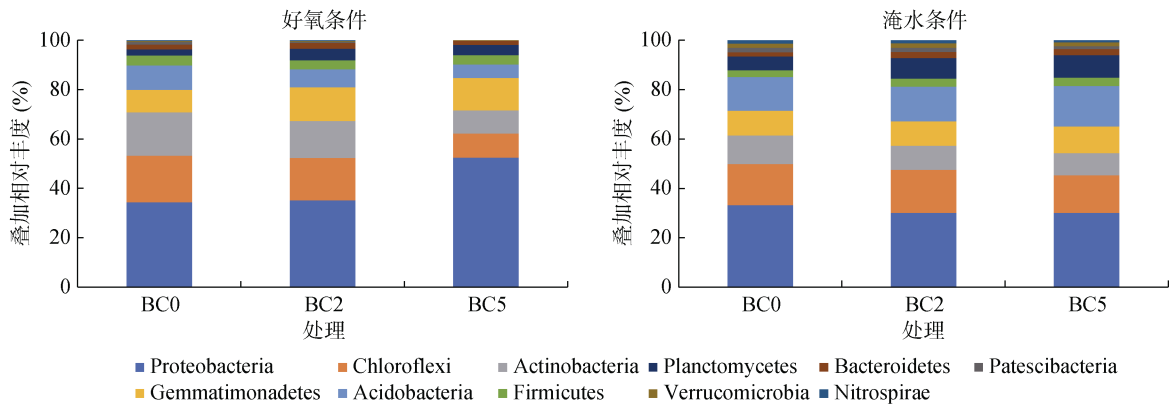 好氧条件
100
80
60
40
20
0
叠加相对丰度 (%)
BC0 BC2 BC5
处理
淹水条件
100
80
60
40
20
0
叠加相对丰度 (%)
BC0 BC2 BC5
处理
Proteobacteria Chloroflexi Actinobacteria Planctomycetes Bacteroidetes Patescibacteria
Gemmatimonadetes Acidobacteria Firmicutes Verrucomicrobia Nitrospirae